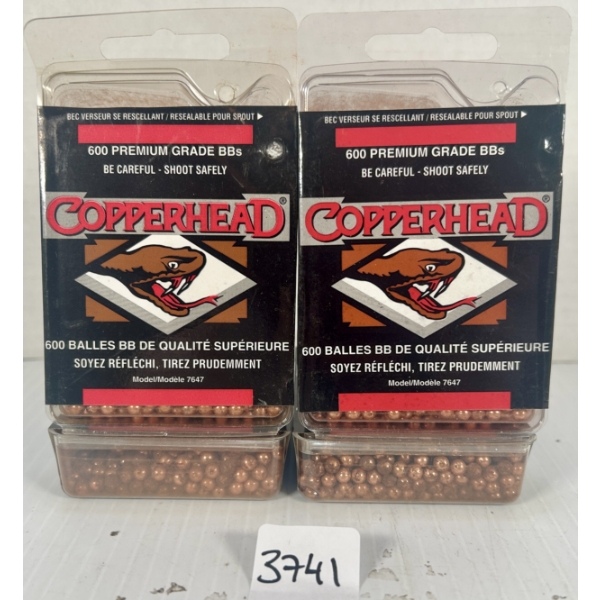 BEC VERSEUR SE RESCELLANT / RESEALABLE POUR SPOUT
600 PREMIUM GRADE BBs
BE CAREFUL - SHOOT SAFELY
COPPERHEAD®
600 BALLES BB DE QUALITÉ SUPÉRIEURE
SOYEZ RÉFLÉCHI, TIREZ PRUDEMMENT
Model/Modèle 7647
BEC VERSEUR SE RESCELLANT / RESEALABLE POUR SPOUT
600 PREMIUM GRADE BBs
BE CAREFUL - SHOOT SAFELY
COPPERHEAD®
600 BALLES BB DE QUALITÉ SUPÉRIEURE
SOYEZ RÉFLÉCHI, TIREZ PRUDEMMENT
Model/Modèle 7647
3741